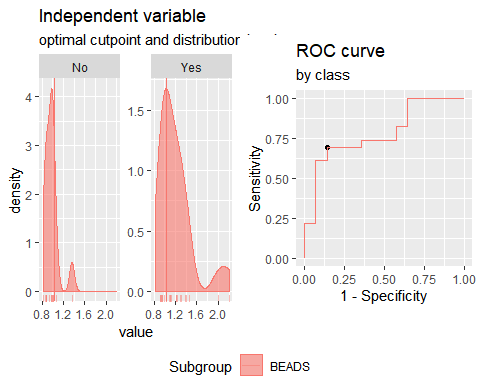 Independent variable
optimal cutpoint and distribution
No
Yes
4
3
2
1
0
density
0.8 1.2 1.6 2.0
1.5
1.0
0.5
0.0
0.8 1.2 1.6 2.0
value
ROC curve
by class
1.00
0.75
0.50
0.25
0.00
Sensitivity
0.00 0.25 0.50 0.75 1.00
1 - Specificity
Subgroup
BEADS